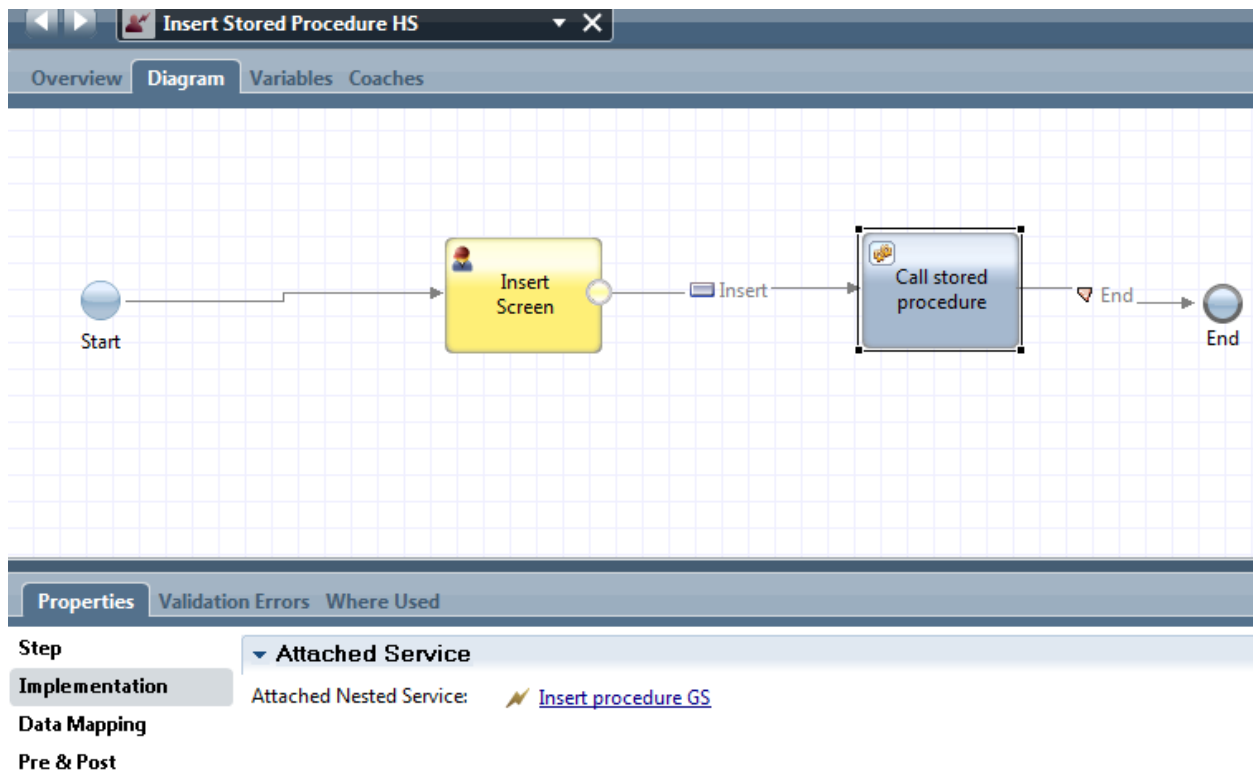 Insert Stored Procedure HS
Overview Diagram Variables Coaches
Insert
Screen
Insert
Call stored
procedure
End
Start
End
Properties Validation Errors Where Used
Step
Attached Service
Implementation
Attached Nested Service: Insert procedure GS
Data Mapping
Pre & Post